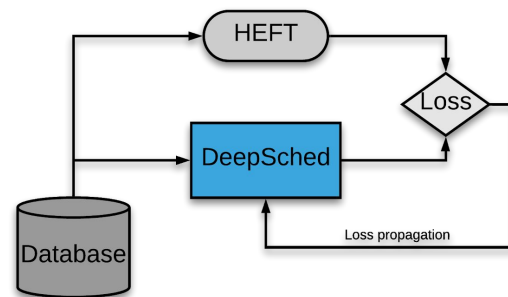 HEFT
Loss
DeepSched
Loss propagation
Database